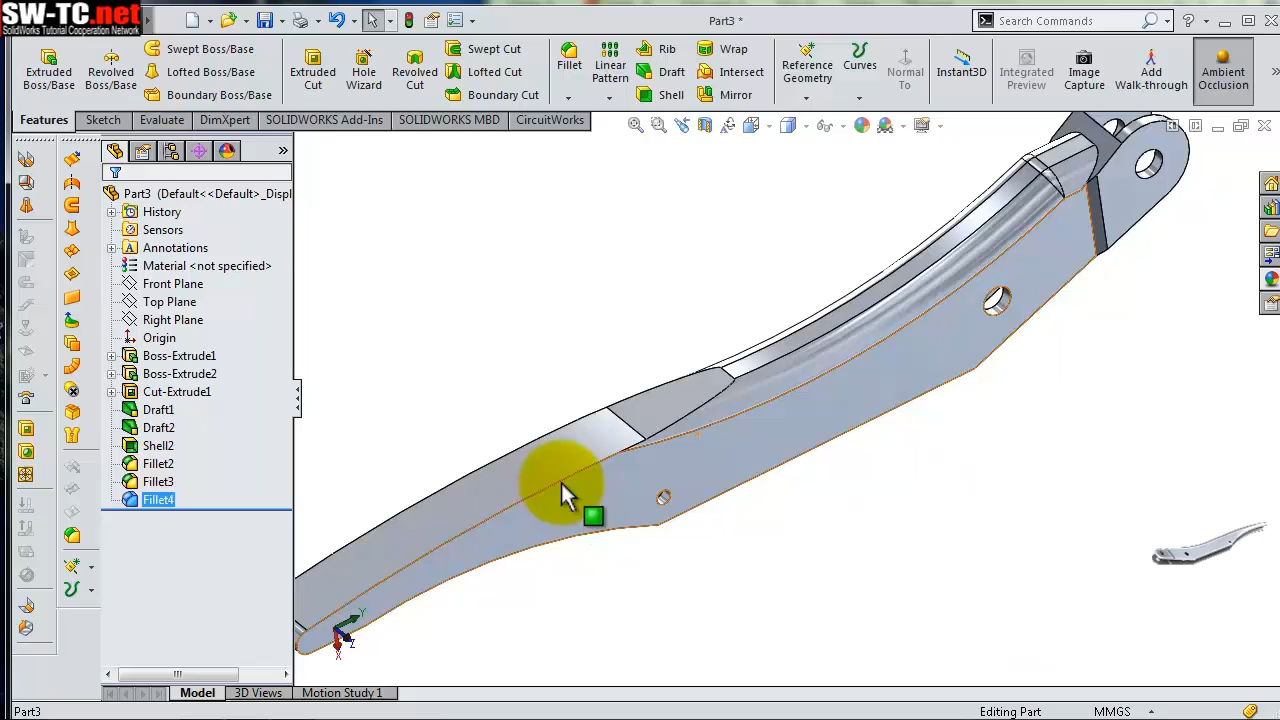 SW-TC.net
SolidWorks Tutorial Cooperation Network
t3 *
Search Commands
?
Extruded Boss/Base
Revolved Boss/Base
Swept Boss/Base
Lofted Boss/Base
Boundary Boss/Base
Extruded Cut
Hole Wizard
Revolved Cut
Swept Cut
Lofted Cut
Boundary Cut
Fillet
Linear Pattern
Rib
Draft
Shell
Wrap
Intersect
Mirror
Reference Geometry
Curves
Normal To
Instant3D
Integrated Preview
Image Capture
Add Walk-through
Ambient Occlusion
Features
Sketch
Evaluate
DimXpert
SOLIDWORKS Add-Ins
SOLIDWORKS MBD
CircuitWorks
Part3 (Default<<Default>_Displ
History
Sensors
Annotations
Material <not specified>
Front Plane
Top Plane
Right Plane
Origin
Boss-Extrude1
Boss-Extrude2
Cut-Extrude1
Draft1
Draft2
Shell2
Fillet2
Fillet3
Fillet4
Y
Z
X
Model
3D Views
Motion Study 1
Part3
Editing Part
MMGS